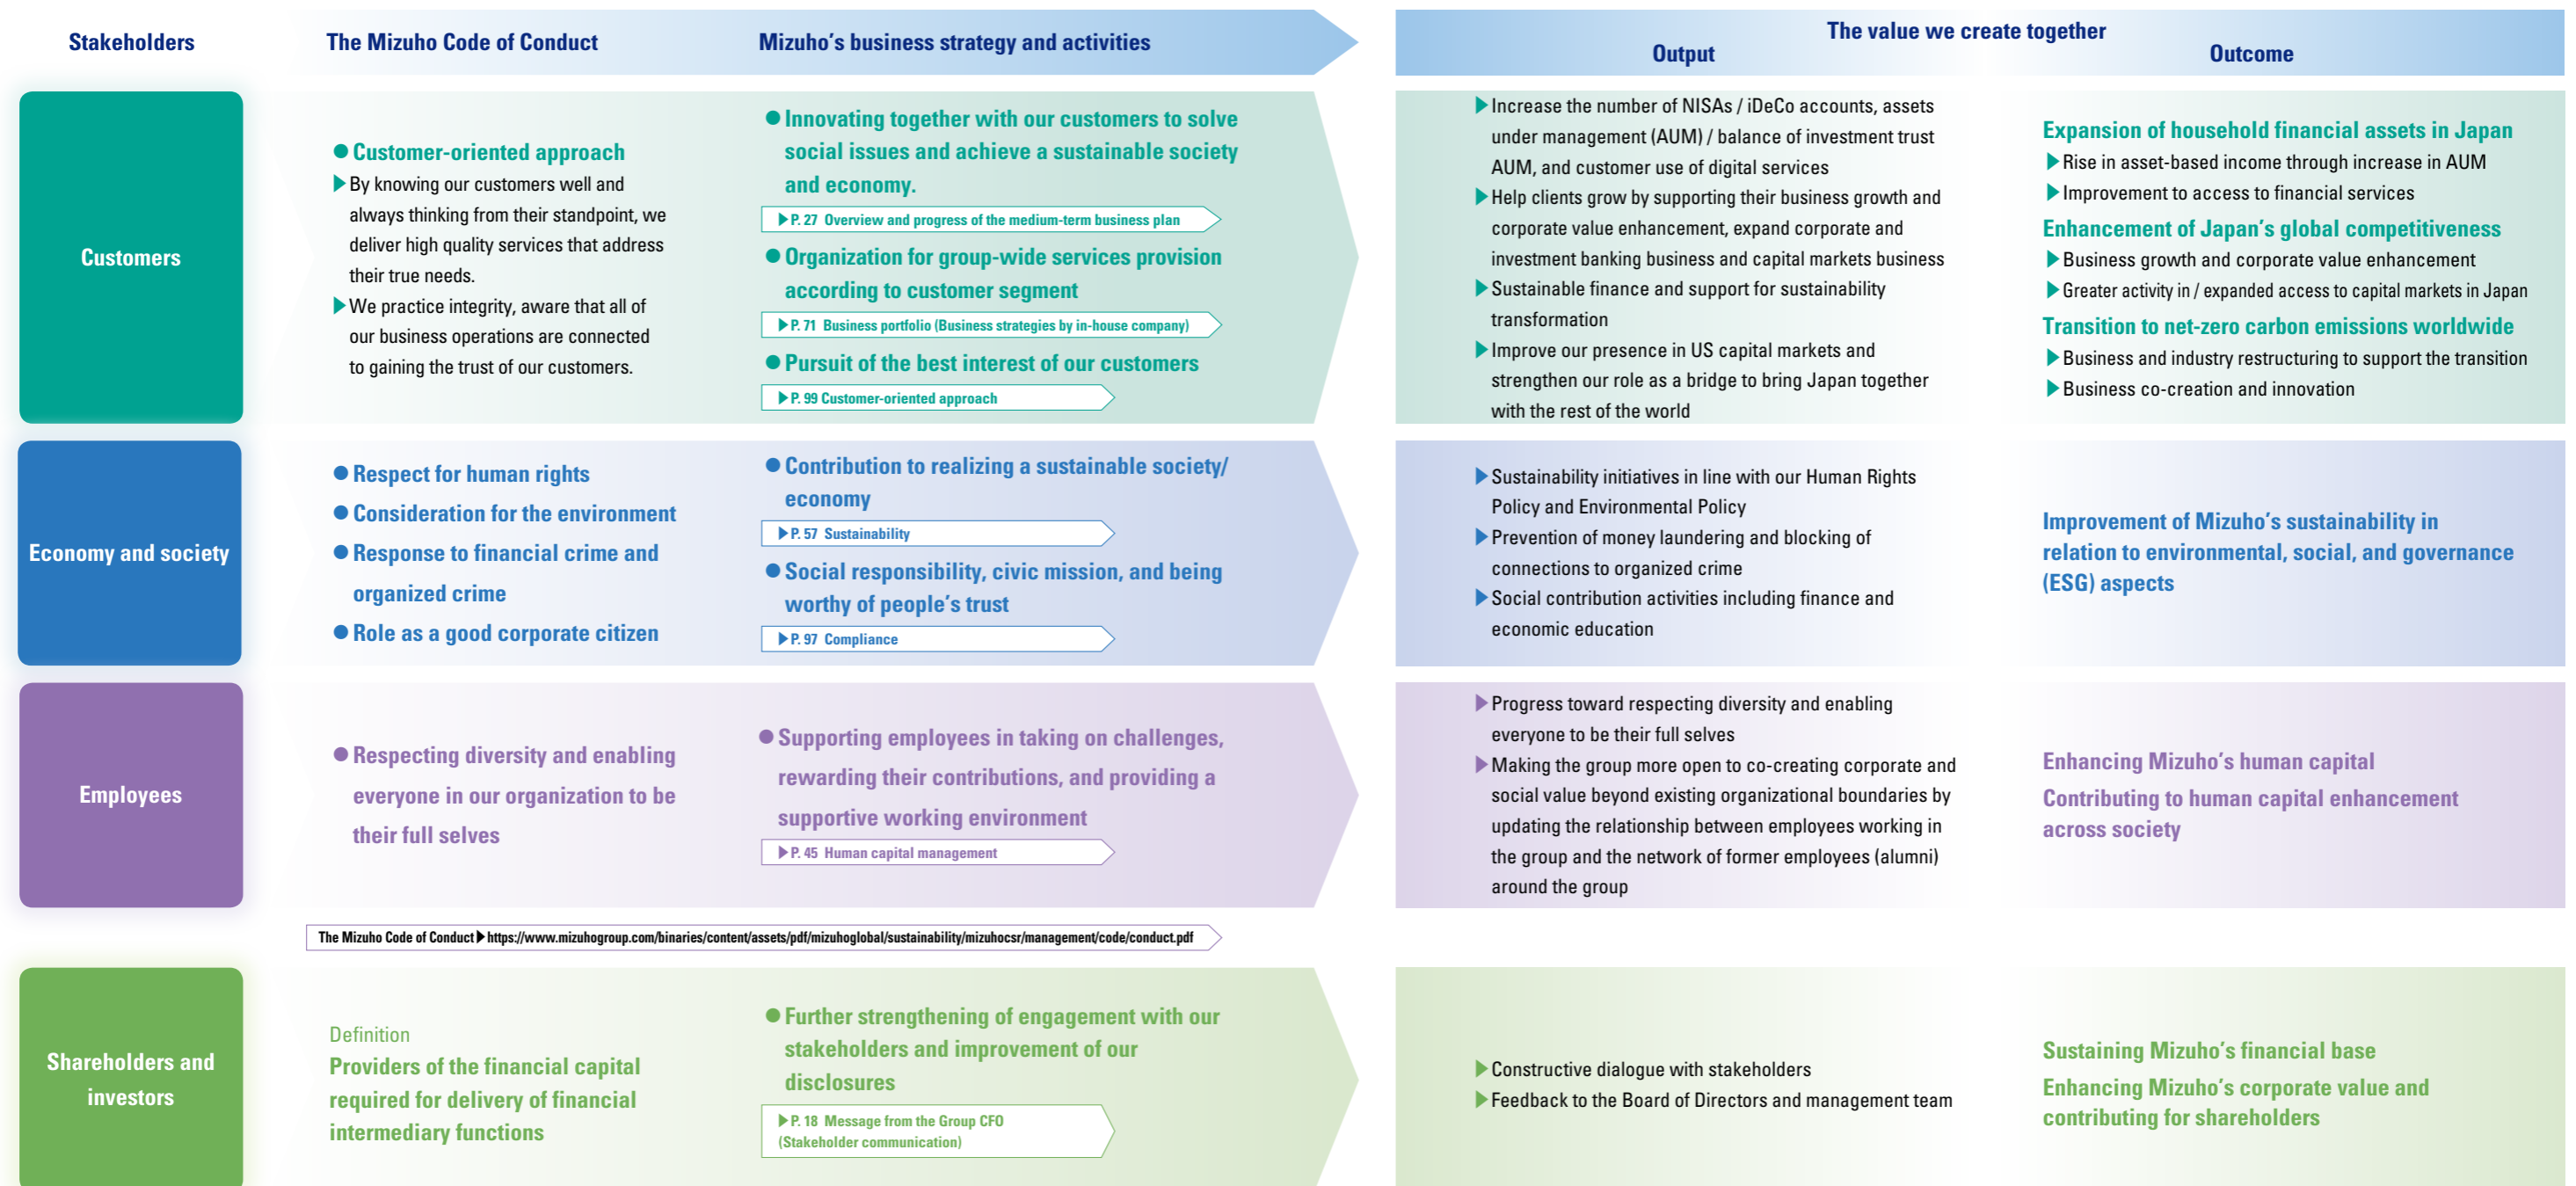 Stakeholders
The Mizuho Code of Conduct
Mizuho's business strategy and activities
The value we create together
Output
Outcome
Customers
● Customer-oriented approach
▶ By knowing our customers well and
always thinking from their standpoint, we
deliver high quality services that address
their true needs.
▶ We practice integrity, aware that all of
our business operations are connected
to gaining the trust of our customers.
● Innovating together with our customers to solve
social issues and achieve a sustainable society
and economy.
▶ P. 27 Overview and progress of the medium-term business plan
● Organization for group-wide services provision
according to customer segment
▶ P. 71 Business portfolio (Business strategies by in-house company)
● Pursuit of the best interest of our customers
▶ P. 99 Customer-oriented approach
▶ Increase the number of NISAs / iDeCo accounts, assets
under management (AUM) / balance of investment trust
AUM, and customer use of digital services
▶ Help clients grow by supporting their business growth and
corporate value enhancement, expand corporate and
investment banking business and capital markets business
▶ Sustainable finance and support for sustainability
transformation
▶ Improve our presence in US capital markets and
strengthen our role as a bridge to bring Japan together
with the rest of the world
Expansion of household financial assets in Japan
▶ Rise in asset-based income through increase in AUM
▶ Improvement to access to financial services
Enhancement of Japan's global competitiveness
▶ Business growth and corporate value enhancement
▶ Greater activity in / expanded access to capital markets in Japan
Transition to net-zero carbon emissions worldwide
▶ Business and industry restructuring to support the transition
▶ Business co-creation and innovation
Economy and society
● Respect for human rights
● Consideration for the environment
● Response to financial crime and
organized crime
● Role as a good corporate citizen
● Contribution to realizing a sustainable society/
economy
▶ P. 57 Sustainability
● Social responsibility, civic mission, and being
worthy of people's trust
▶ P. 97 Compliance
▶ Sustainability initiatives in line with our Human Rights
Policy and Environmental Policy
▶ Prevention of money laundering and blocking of
connections to organized crime
▶ Social contribution activities including finance and
economic education
Improvement of Mizuho's sustainability in
relation to environmental, social, and governance
(ESG) aspects
Employees
● Respecting diversity and enabling
everyone in our organization to be
their full selves
● Supporting employees in taking on challenges,
rewarding their contributions, and providing a
supportive working environment
▶ P. 45 Human capital management
▶ Progress toward respecting diversity and enabling
everyone to be their full selves
▶ Making the group more open to co-creating corporate and
social value beyond existing organizational boundaries by
updating the relationship between employees working in
the group and the network of former employees (alumni)
around the group
Enhancing Mizuho's human capital
Contributing to human capital enhancement
across society
The Mizuho Code of Conduct ▶ https://www.mizuhogroup.com/binaries/content/assets/pdf/mizuhoglobal/sustainability/mizuhocsr/management/code/conduct.pdf
Shareholders and
investors
Definition
Providers of the financial capital
required for delivery of financial
intermediary functions
● Further strengthening of engagement with our
stakeholders and improvement of our
disclosures
▶ P. 18 Message from the Group CFO
(Stakeholder communication)
▶ Constructive dialogue with stakeholders
▶ Feedback to the Board of Directors and management team
Sustaining Mizuho's financial base
Enhancing Mizuho's corporate value and
contributing for shareholders